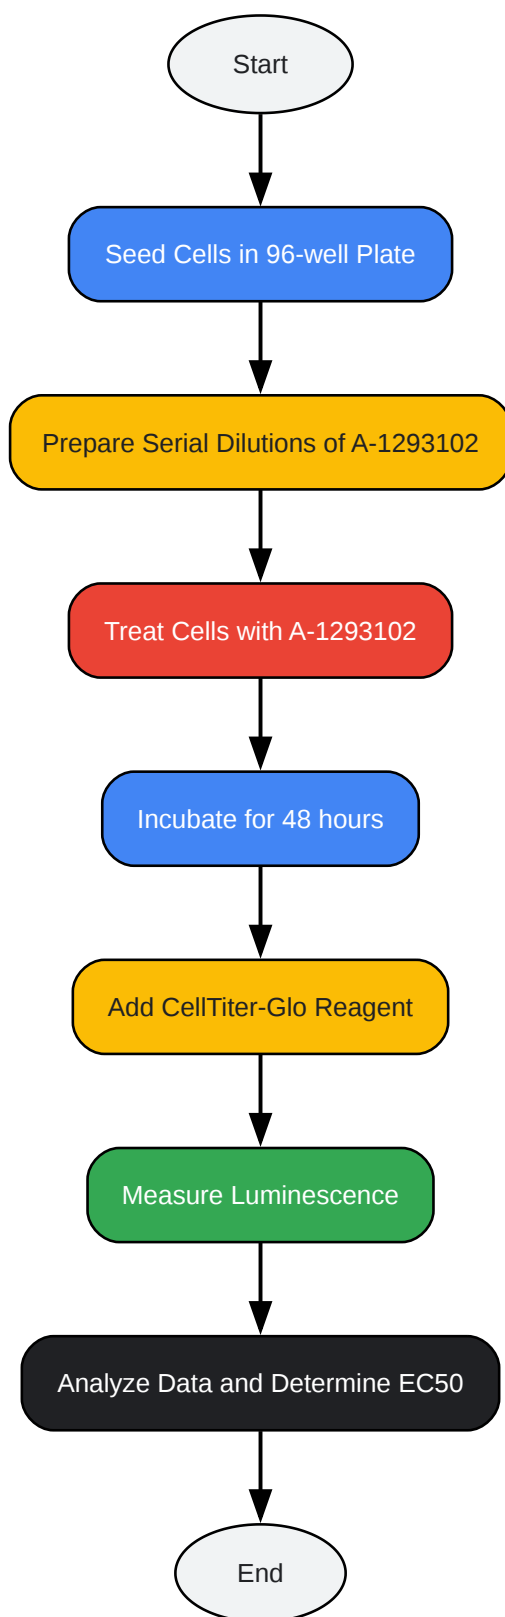 Start
Seed Cells in 96-well Plate
Prepare Serial Dilutions of A-1293102
Treat Cells with A-1293102
Incubate for 48 hours
Add CellTiter-Glo Reagent
Measure Luminescence
Analyze Data and Determine EC50
End